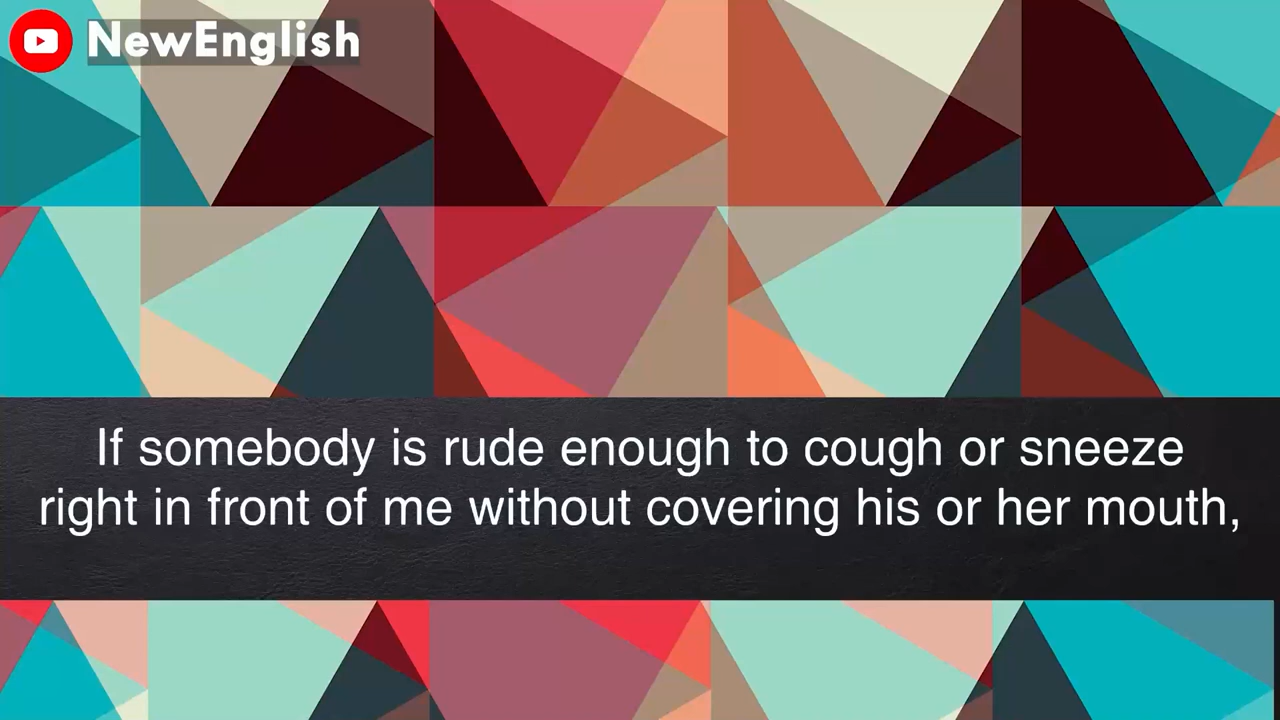 NewEnglish
If somebody is rude enough to cough or sneeze
right in front of me without covering his or her mouth,